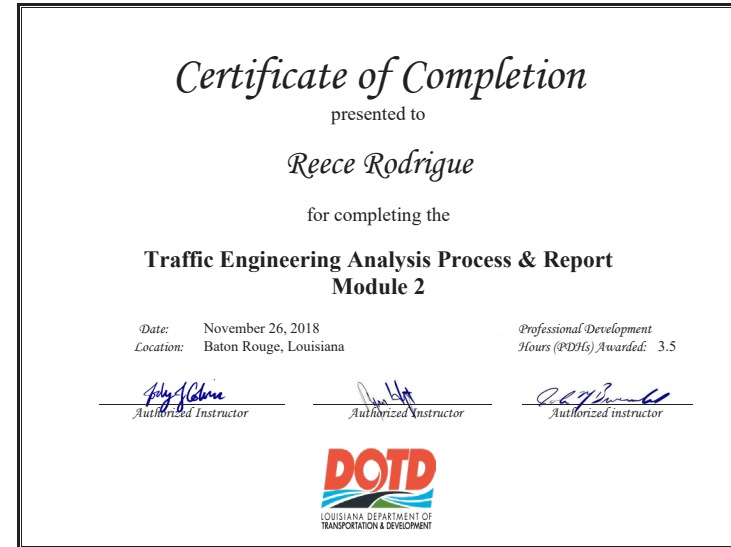 Certificate of Completion
presented to
Reece Rodrigue
for completing the
Traffic Engineering Analysis Process & Report
Module 2
Date: November 26, 2018
Location: Baton Rouge, Louisiana
Professional Development
Hours (PDHs) Awarded: 3.5
Authorized Instructor
Authorized Instructor
Authorized instructor
DOTD
LOUISIANA DEPARTMENT OF
TRANSPORTATION & DEVELOPMENT